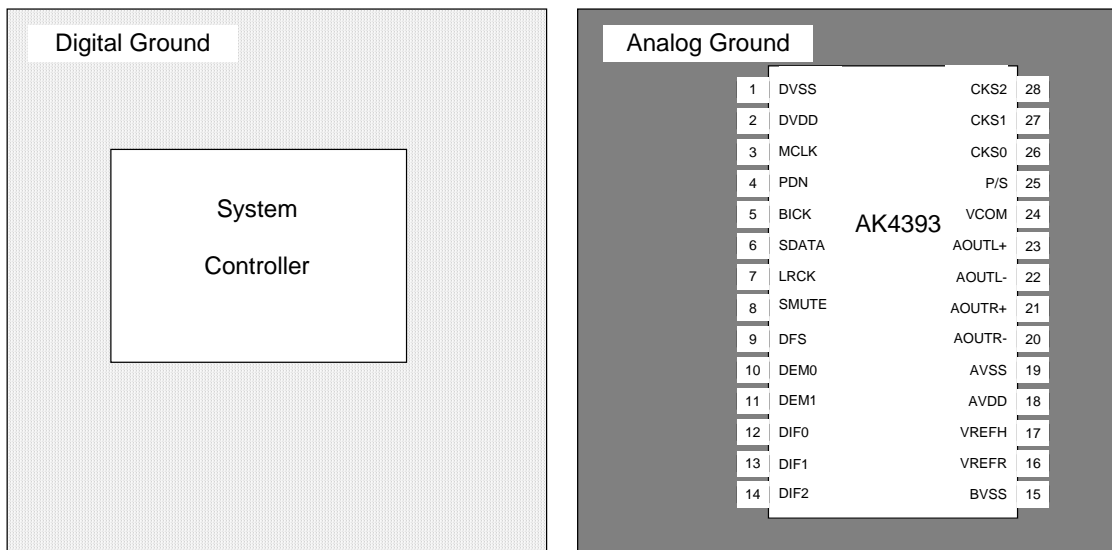 Digital Ground
System
Controller
Analog Ground
AK4393
1 DVSS
2 DVDD
3 MCLK
4 PDN
5 BICK
6 SDATA
7 LRCK
8 SMUTE
9 DFS
10 DEM0
11 DEM1
12 DIF0
13 DIF1
14 DIF2
CKS2 28
CKS1 27
CKS0 26
P/S 25
VCOM 24
AOUTL+ 23
AOUTL- 22
AOUTR+ 21
AOUTR- 20
AVSS 19
AVDD 18
VREFH 17
VREFR 16
BVSS 15